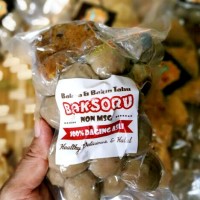 Bakso & Bakso Tahu
BAKSORU
NON MSG
100% DAGING ASLI
Healthy Delicious & Halal